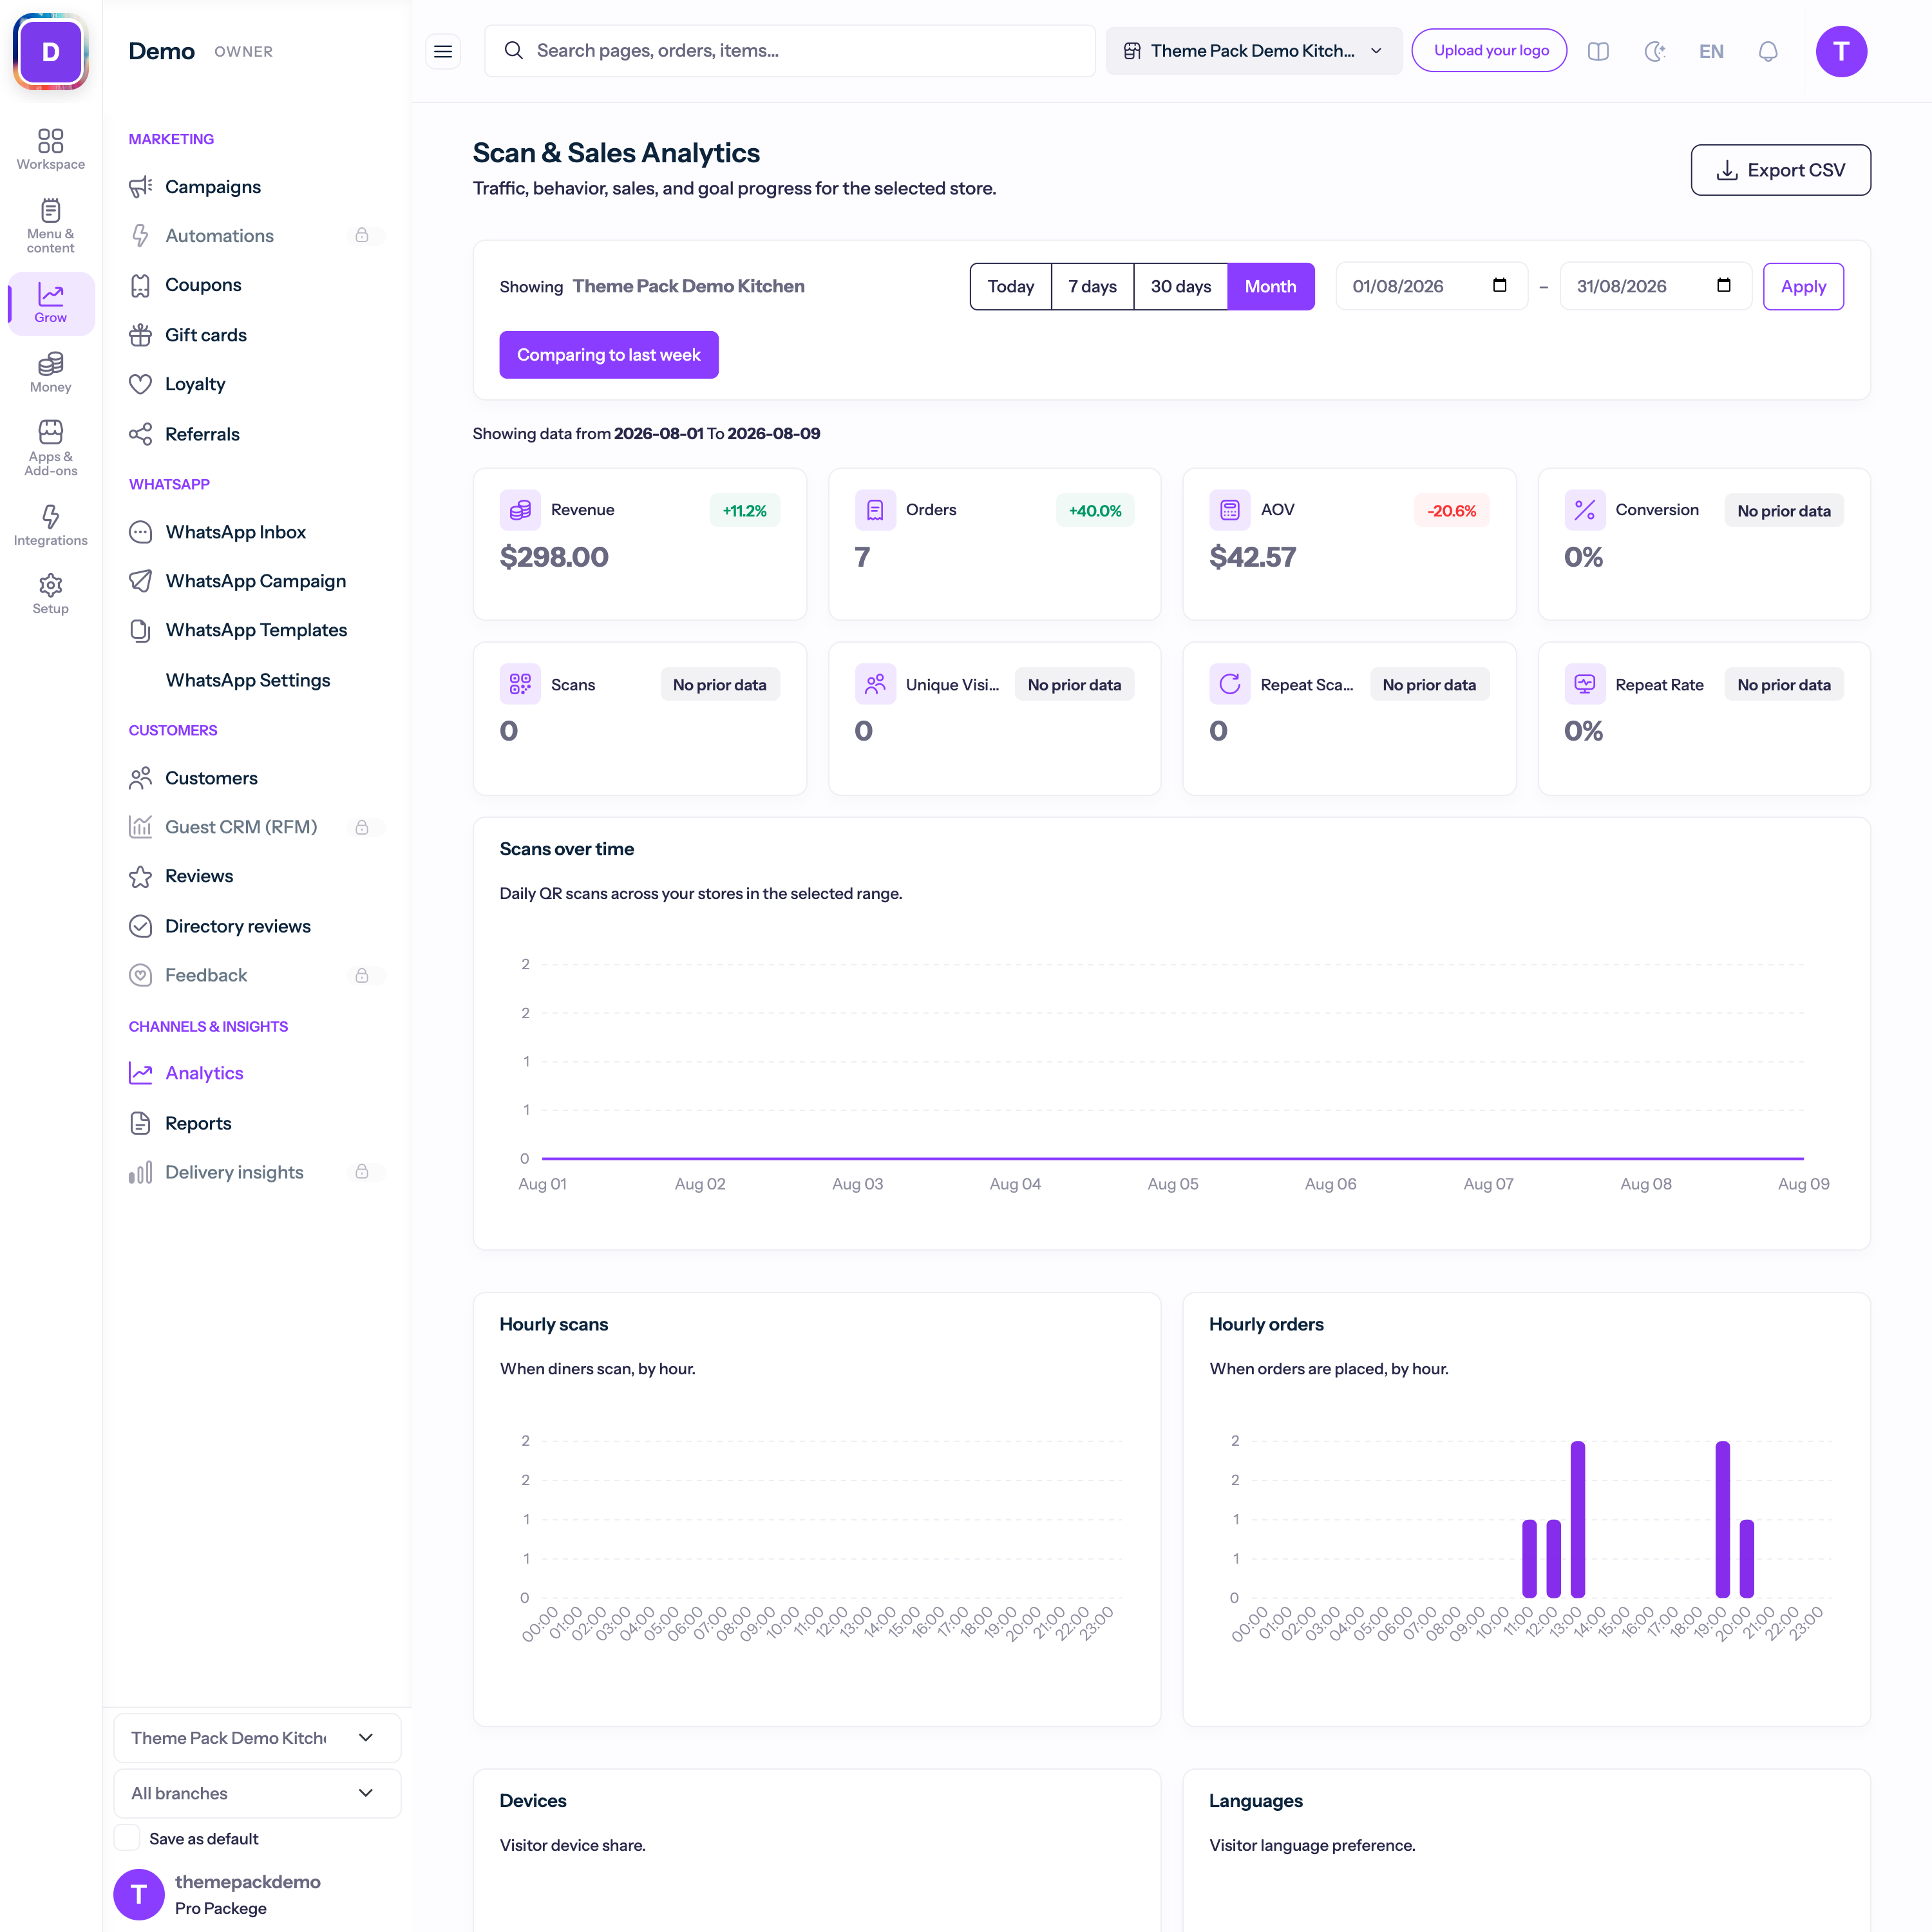 D
Workspace
Menu &
content
Grow
Money
Apps &
Add-ons
Integrations
Setup
Demo OWNER
MARKETING
Campaigns
Automations
Coupons
Gift cards
Loyalty
Referrals
WHATSAPP
WhatsApp Inbox
WhatsApp Campaign
WhatsApp Templates
WhatsApp Settings
CUSTOMERS
Customers
Guest CRM (RFM)
Reviews
Directory reviews
Feedback
CHANNELS & INSIGHTS
Analytics
Reports
Delivery insights
Theme Pack Demo Kitche
All branches
Save as default
T
themepackdemo
Pro Packege
Search pages, orders, items...
Theme Pack Demo Kitch...
Upload your logo
EN
T
Scan & Sales Analytics
Traffic, behavior, sales, and goal progress for the selected store.
Export CSV
Showing Theme Pack Demo Kitchen
Today 7 days 30 days Month
01/08/2026 – 31/08/2026
Apply
Comparing to last week
Showing data from 2026-08-01 To 2026-08-09
Revenue +11.2%
$298.00
Orders +40.0%
7
AOV -20.6%
$42.57
Conversion No prior data
0%
Scans No prior data
0
Unique Visi... No prior data
0
Repeat Sca... No prior data
0
Repeat Rate No prior data
0%
Scans over time
Daily QR scans across your stores in the selected range.
2
2
1
1
0
Aug 01 Aug 02 Aug 03 Aug 04 Aug 05 Aug 06 Aug 07 Aug 08 Aug 09
Hourly scans
When diners scan, by hour.
2
2
1
1
0
00:00 01:00 02:00 03:00 04:00 05:00 06:00 07:00 08:00 09:00 10:00 11:00 12:00 13:00 14:00 15:00 16:00 17:00 18:00 19:00 20:00 21:00 22:00 23:00
Hourly orders
When orders are placed, by hour.
2
2
1
1
0
00:00 01:00 02:00 03:00 04:00 05:00 06:00 07:00 08:00 09:00 10:00 11:00 12:00 13:00 14:00 15:00 16:00 17:00 18:00 19:00 20:00 21:00 22:00 23:00
Devices
Visitor device share.
Languages
Visitor language preference.